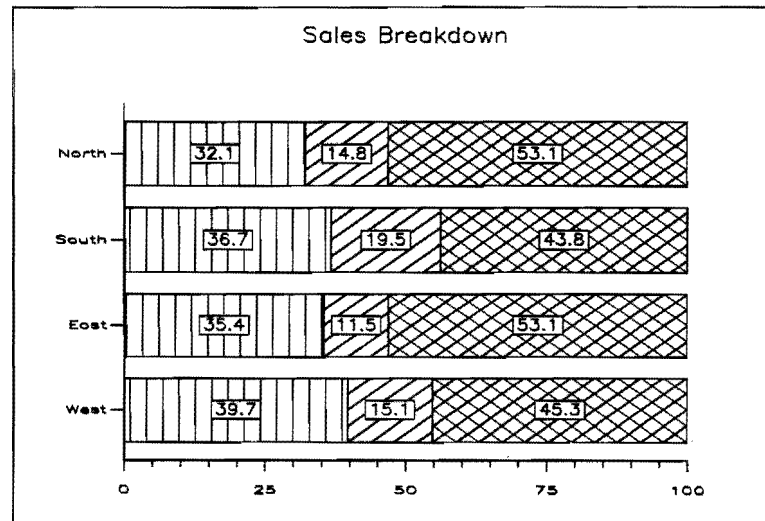 Sales Breakdown
North 32.1 14.8 53.1
South 36.7 19.5 43.8
East 35.4 11.5 53.1
West 39.7 15.1 45.3
0 25 50 75 100